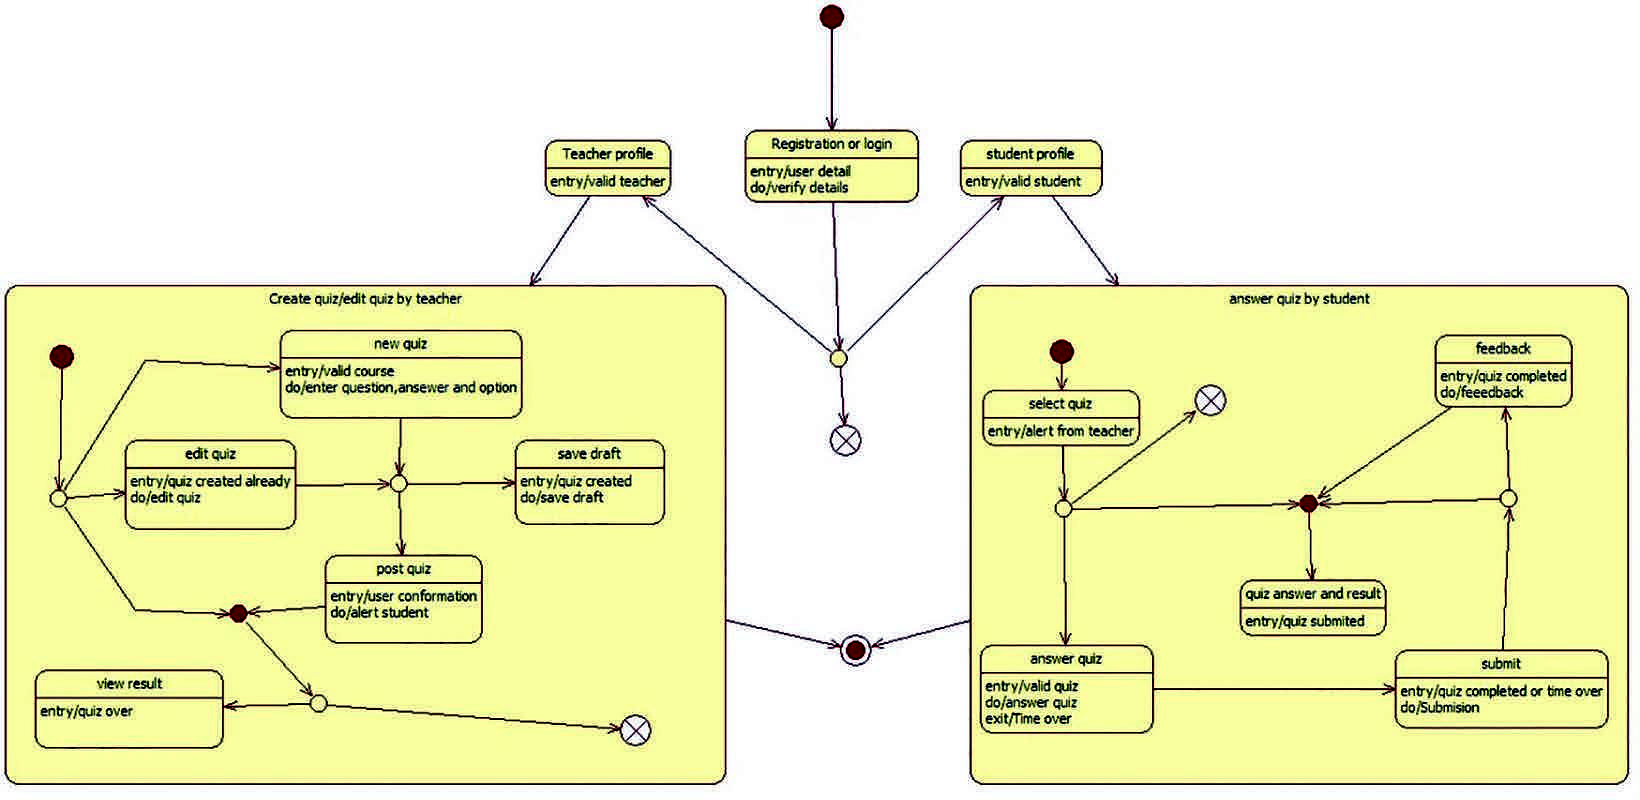 Registration or login
entry/user detail
do/verify details
Teacher profile
entry/valid teacher
student profile
entry/valid student
Create quiz/edit quiz by teacher
new quiz
entry/valid course
do/enter question,ansewer and option
edit quiz
entry/quiz created already
do/edit quiz
save draft
entry/quiz created
do/save draft
post quiz
entry/user conformation
do/alert student
view result
entry/quiz over
answer quiz by student
select quiz
entry/alert from teacher
feedback
entry/quiz completed
do/feeedback
quiz answer and result
entry/quiz submited
answer quiz
entry/valid quiz
do/answer quiz
exit/Time over
submit
entry/quiz completed or time over
do/Submision